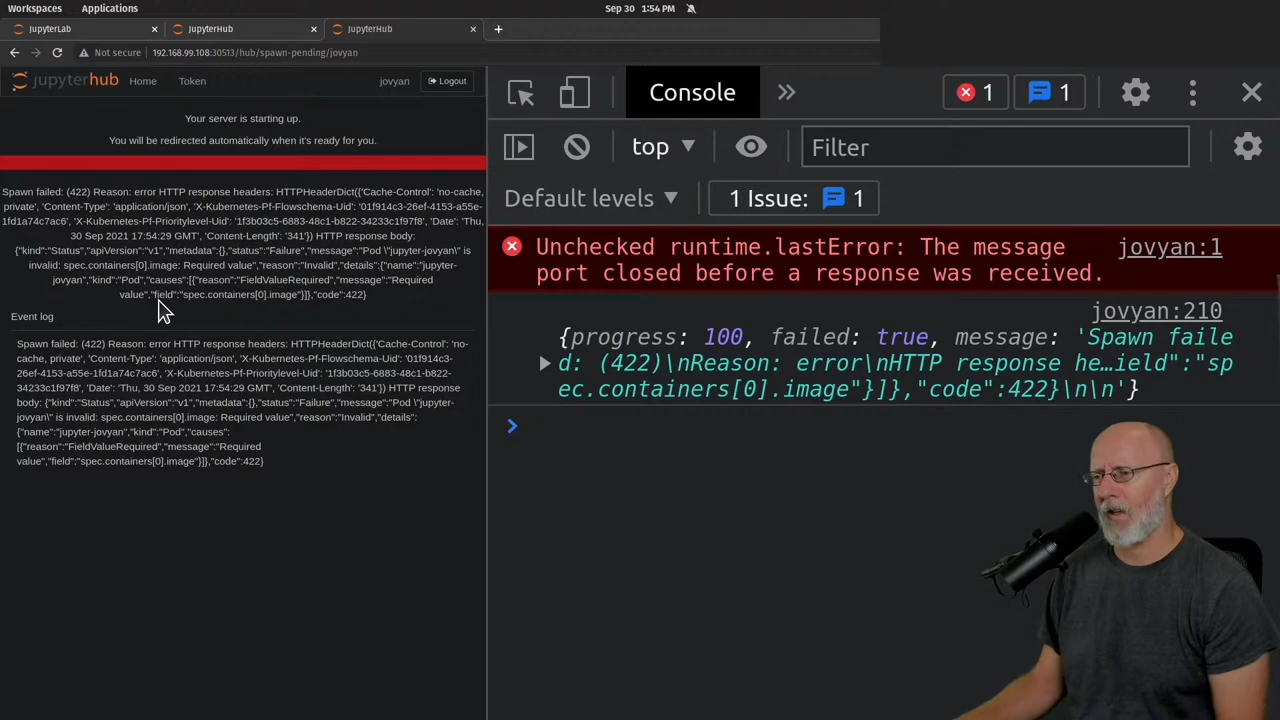 Workspaces Applications Sep 30 1:54 PM
JupyterLab × JupyterHub × JupyterHub × +
Not secure 192.168.99.108:30513/hub/spawn-pending/jovyan
jupyterhub Home Token jovyan Logout
Your server is starting up.
You will be redirected automatically when it's ready for you.
Spawn failed: (422) Reason: error HTTP response headers: HTTPHeaderDict({'Cache-Control': 'no-cache,
private', 'Content-Type': 'application/json', 'X-Kubernetes-Pf-Flowschema-Uid': '01f914c3-26ef-4153-a55e-
1fd1a74c7ac6', 'X-Kubernetes-Pf-Prioritylevel-Uid': '1f3b03c5-6883-48c1-b822-34233c1f97f8', 'Date': 'Thu,
30 Sep 2021 17:54:29 GMT', 'Content-Length': '341'}) HTTP response body:
{"kind":"Status","apiVersion":"v1","metadata":{},"status":"Failure","message":"Pod \"jupyter-jovyan\" is
invalid: spec.containers[0].image: Required value","reason":"Invalid","details":{"name":"jupyter-
jovyan","kind":"Pod","causes":[{"reason":"FieldValueRequired","message":"Required
value","field":"spec.containers[0].image"}]},"code":422}
Event log
Spawn failed: (422) Reason: error HTTP response headers: HTTPHeaderDict({'Cache-Control': 'no-
cache, private', 'Content-Type': 'application/json', 'X-Kubernetes-Pf-Flowschema-Uid': '01f914c3-
26ef-4153-a55e-1fd1a74c7ac6', 'X-Kubernetes-Pf-Prioritylevel-Uid': '1f3b03c5-6883-48c1-b822-
34233c1f97f8', 'Date': 'Thu, 30 Sep 2021 17:54:29 GMT', 'Content-Length': '341'}) HTTP response
body: {"kind":"Status","apiVersion":"v1","metadata":{},"status":"Failure","message":"Pod \"jupyter-
jovyan\" is invalid: spec.containers[0].image: Required value","reason":"Invalid","details":
{"name":"jupyter-jovyan","kind":"Pod","causes":
[{"reason":"FieldValueRequired","message":"Required
value","field":"spec.containers[0].image"}]},"code":422}
Console » 1 1
top Filter
Default levels 1 Issue: 1
Unchecked runtime.lastError: The message jovyan:1
port closed before a response was received.
jovyan:210
{progress: 100, failed: true, message: 'Spawn faile
d: (422)\nReason: error\nHTTP response he…ield":"sp
ec.containers[0].image"}]},"code":422}\n\n'}